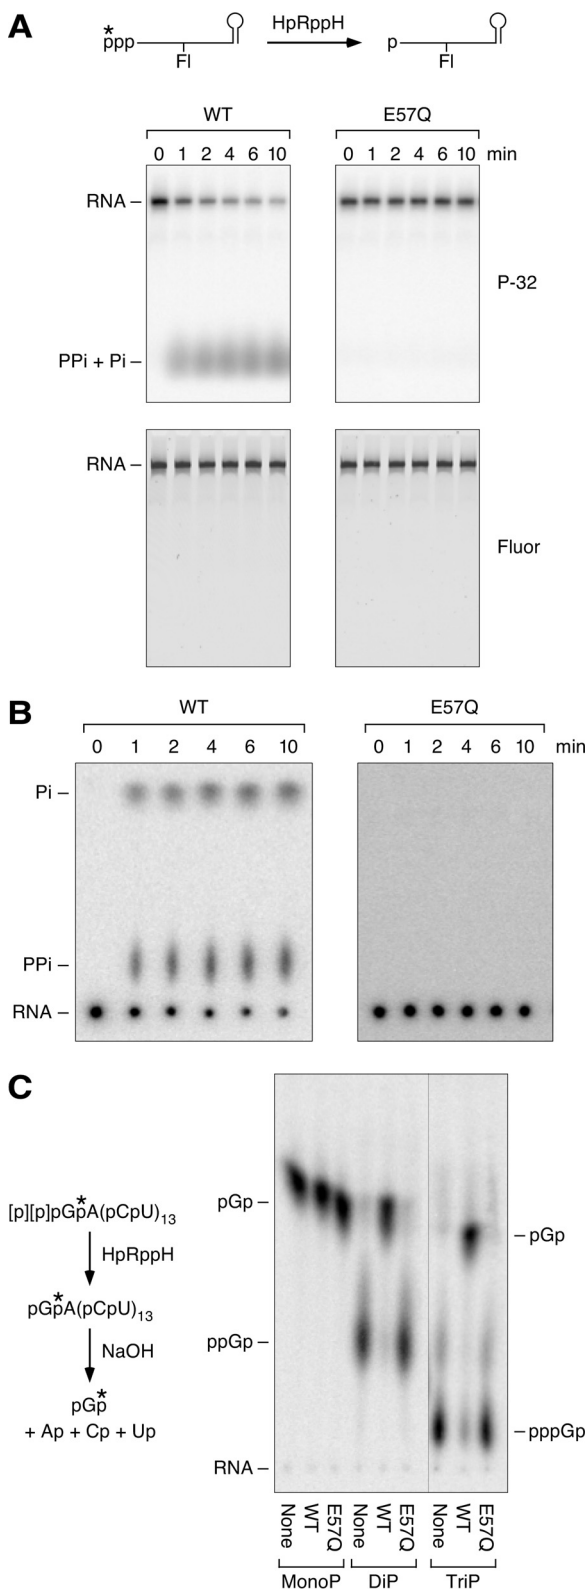 A
*
ppp
Fl
HpRppH
p
Fl
WT
E57Q
0 1 2 4 6 10
0 1 2 4 6 10 min
RNA –
P-32
PPi + Pi –
RNA –
Fluor
B
WT
E57Q
0 1 2 4 6 10
0 1 2 4 6 10 min
Pi –
PPi –
RNA –
C
*
[p][p]pGpA(pCpU)13
HpRppH
*
pGpA(pCpU)13
NaOH
*
pGp
+ Ap + Cp + Up
pGp –
– pGp
ppGp –
– pppGp
RNA –
None WT E57Q None WT E57Q None WT E57Q
MonoP DiP TriP